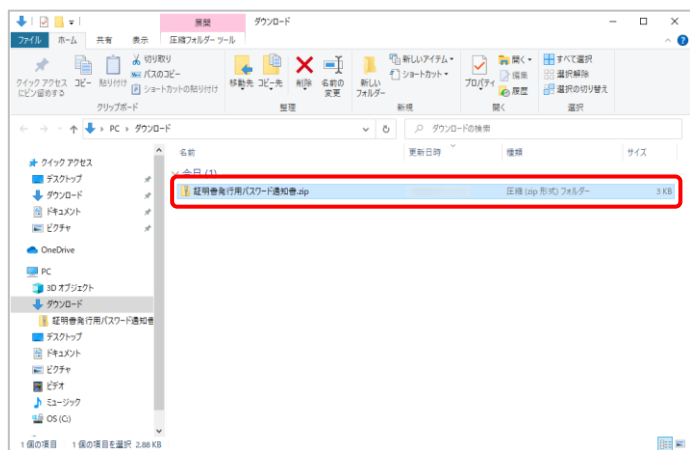 展開 ダウンロード
ファイル ホーム 共有 表示 圧縮フォルダー ツール
クイック アクセスにピン留めする コピー 貼り付け 切り取り パスのコピー ショートカットの貼り付け
クリップボード
移動先 コピー先 削除 名前の変更
整理
新しいフォルダー 新しいアイテム ショートカット
新規
プロパティ 開く 編集 履歴
開く
すべて選択 選択解除 選択の切り替え
選択
PC › ダウンロード ダウンロードの検索
名前 更新日時 種類 サイズ
今日 (1)
証明書発行用パスワード通知書.zip 圧縮 (zip 形式) フォルダー 3 KB
クイック アクセス
デスクトップ
ダウンロード
ドキュメント
ピクチャ
OneDrive
PC
3D オブジェクト
ダウンロード
証明書発行用パスワード通知書
デスクトップ
ドキュメント
ピクチャ
ビデオ
ミュージック
OS (C:)
1 個の項目 1 個の項目を選択 2.88 KB